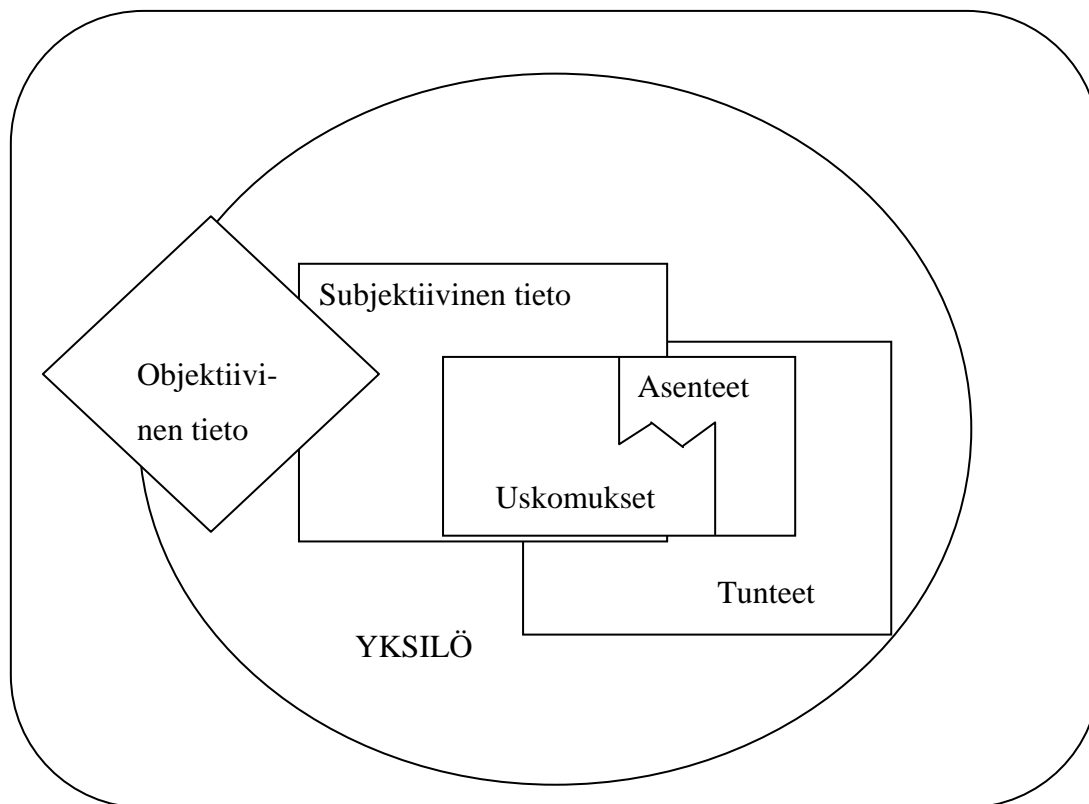 Subjektiivinen tieto
Objektiivi-
nen tieto
Asenteet
Uskomukset
Tunteet
YKSILÖ